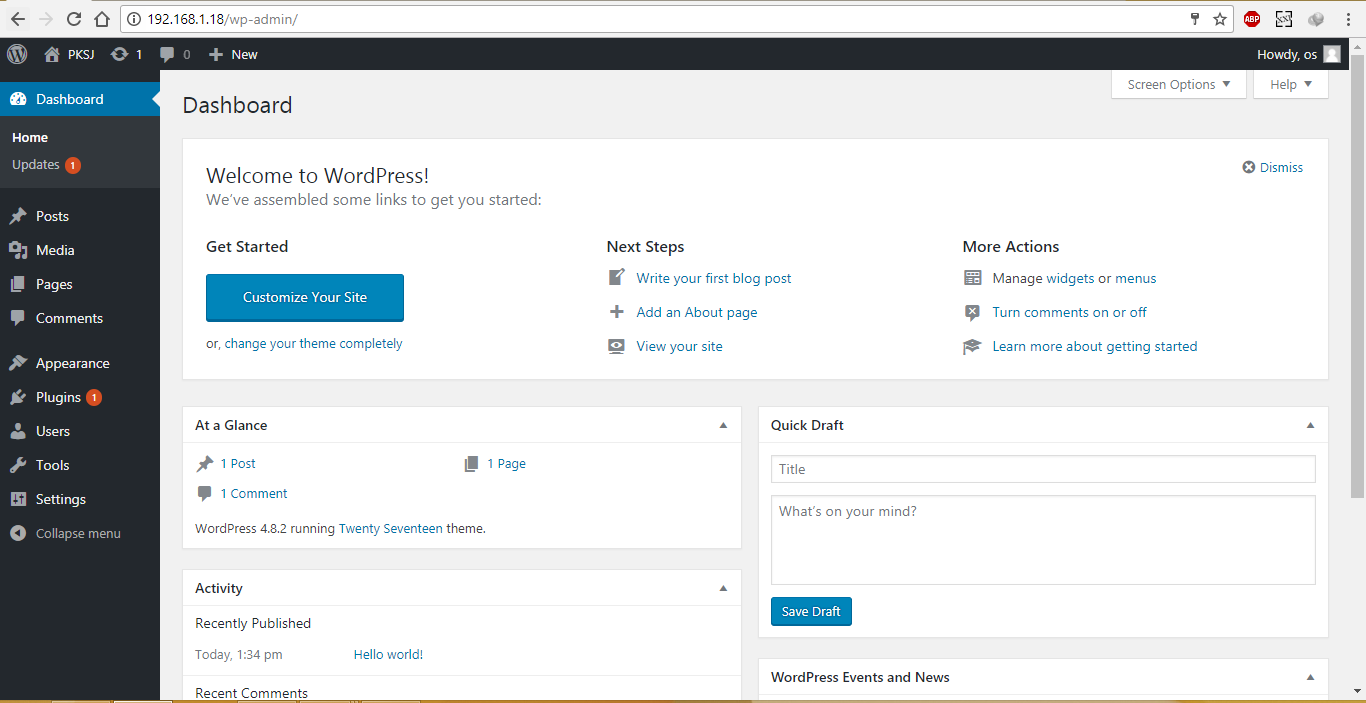 192.168.1.18/wp-admin/
ABP
PKSJ 1 0 New Howdy, os
Dashboard
Home
Updates 1
Posts
Media
Pages
Comments
Appearance
Plugins 1
Users
Tools
Settings
Collapse menu
Screen Options Help
Dashboard
Welcome to WordPress!
Dismiss
We've assembled some links to get you started:
Get Started
Customize Your Site
or, change your theme completely
Next Steps
Write your first blog post
Add an About page
View your site
More Actions
Manage widgets or menus
Turn comments on or off
Learn more about getting started
At a Glance
1 Post 1 Page
1 Comment
WordPress 4.8.2 running Twenty Seventeen theme.
Activity
Recently Published
Today, 1:34 pm Hello world!
Recent Comments
Quick Draft
Title
What's on your mind?
Save Draft
WordPress Events and News